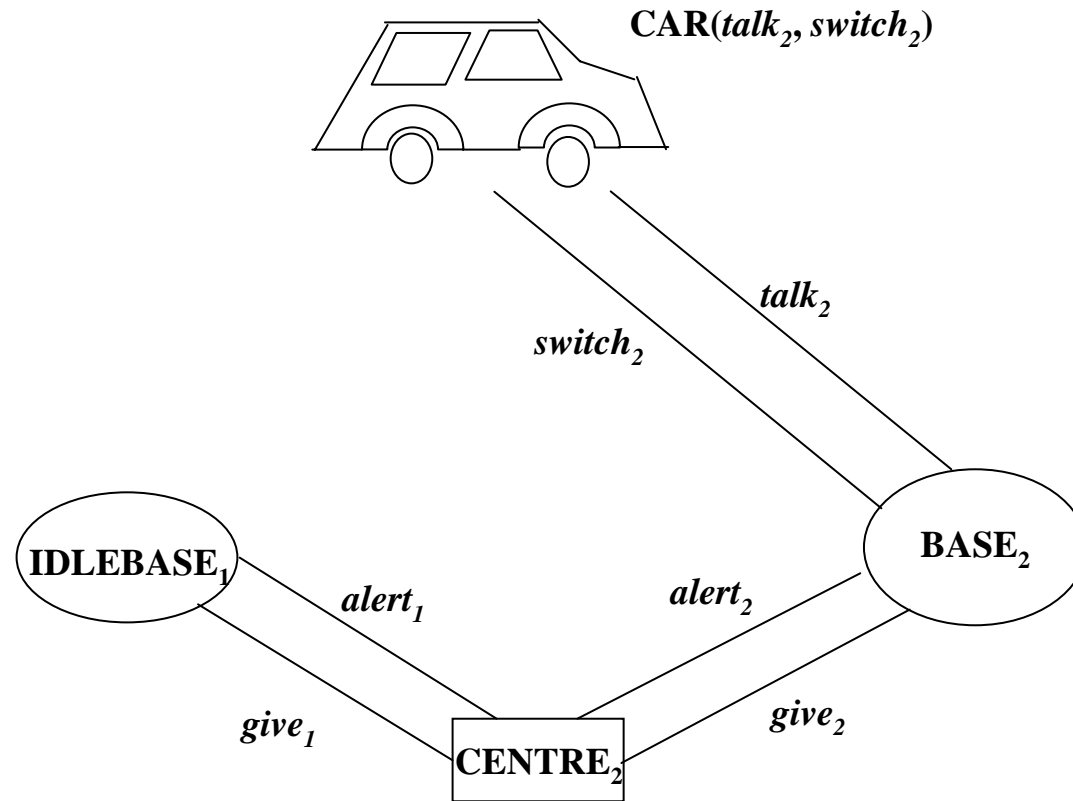 CAR(talk₂, switch₂)
talk₂
switch₂
BASE₂
IDLEBASE₁
alert₁
alert₂
give₁
give₂
CENTRE₂